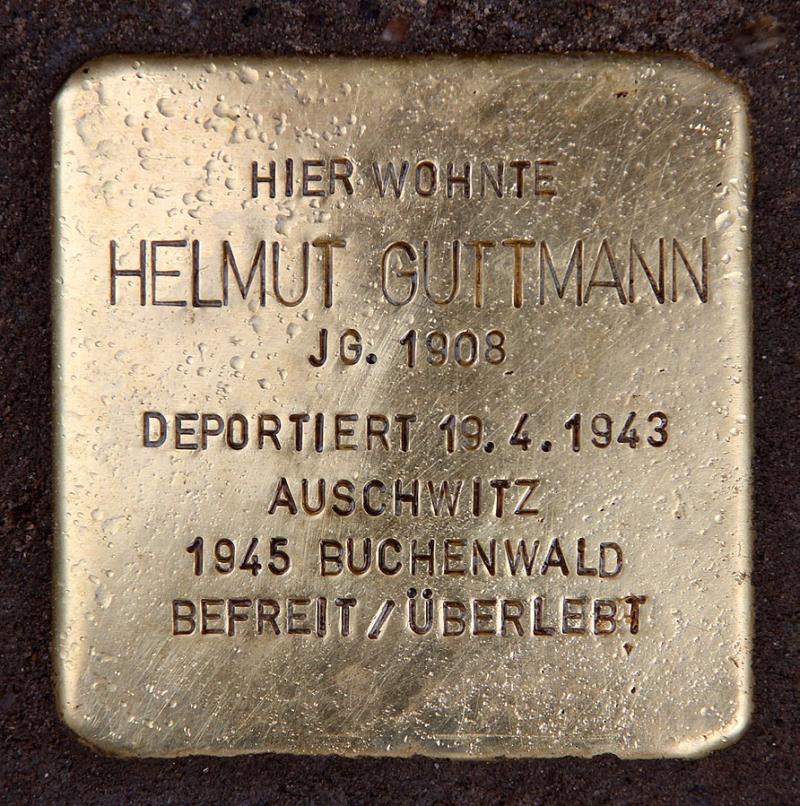 HIER WOHNTE
HELMUT GUTTMANN
JG. 1908
DEPORTIERT 19.4.1943
AUSCHWITZ
1945 BUCHENWALD
BEFREIT/ÜBERLEBT